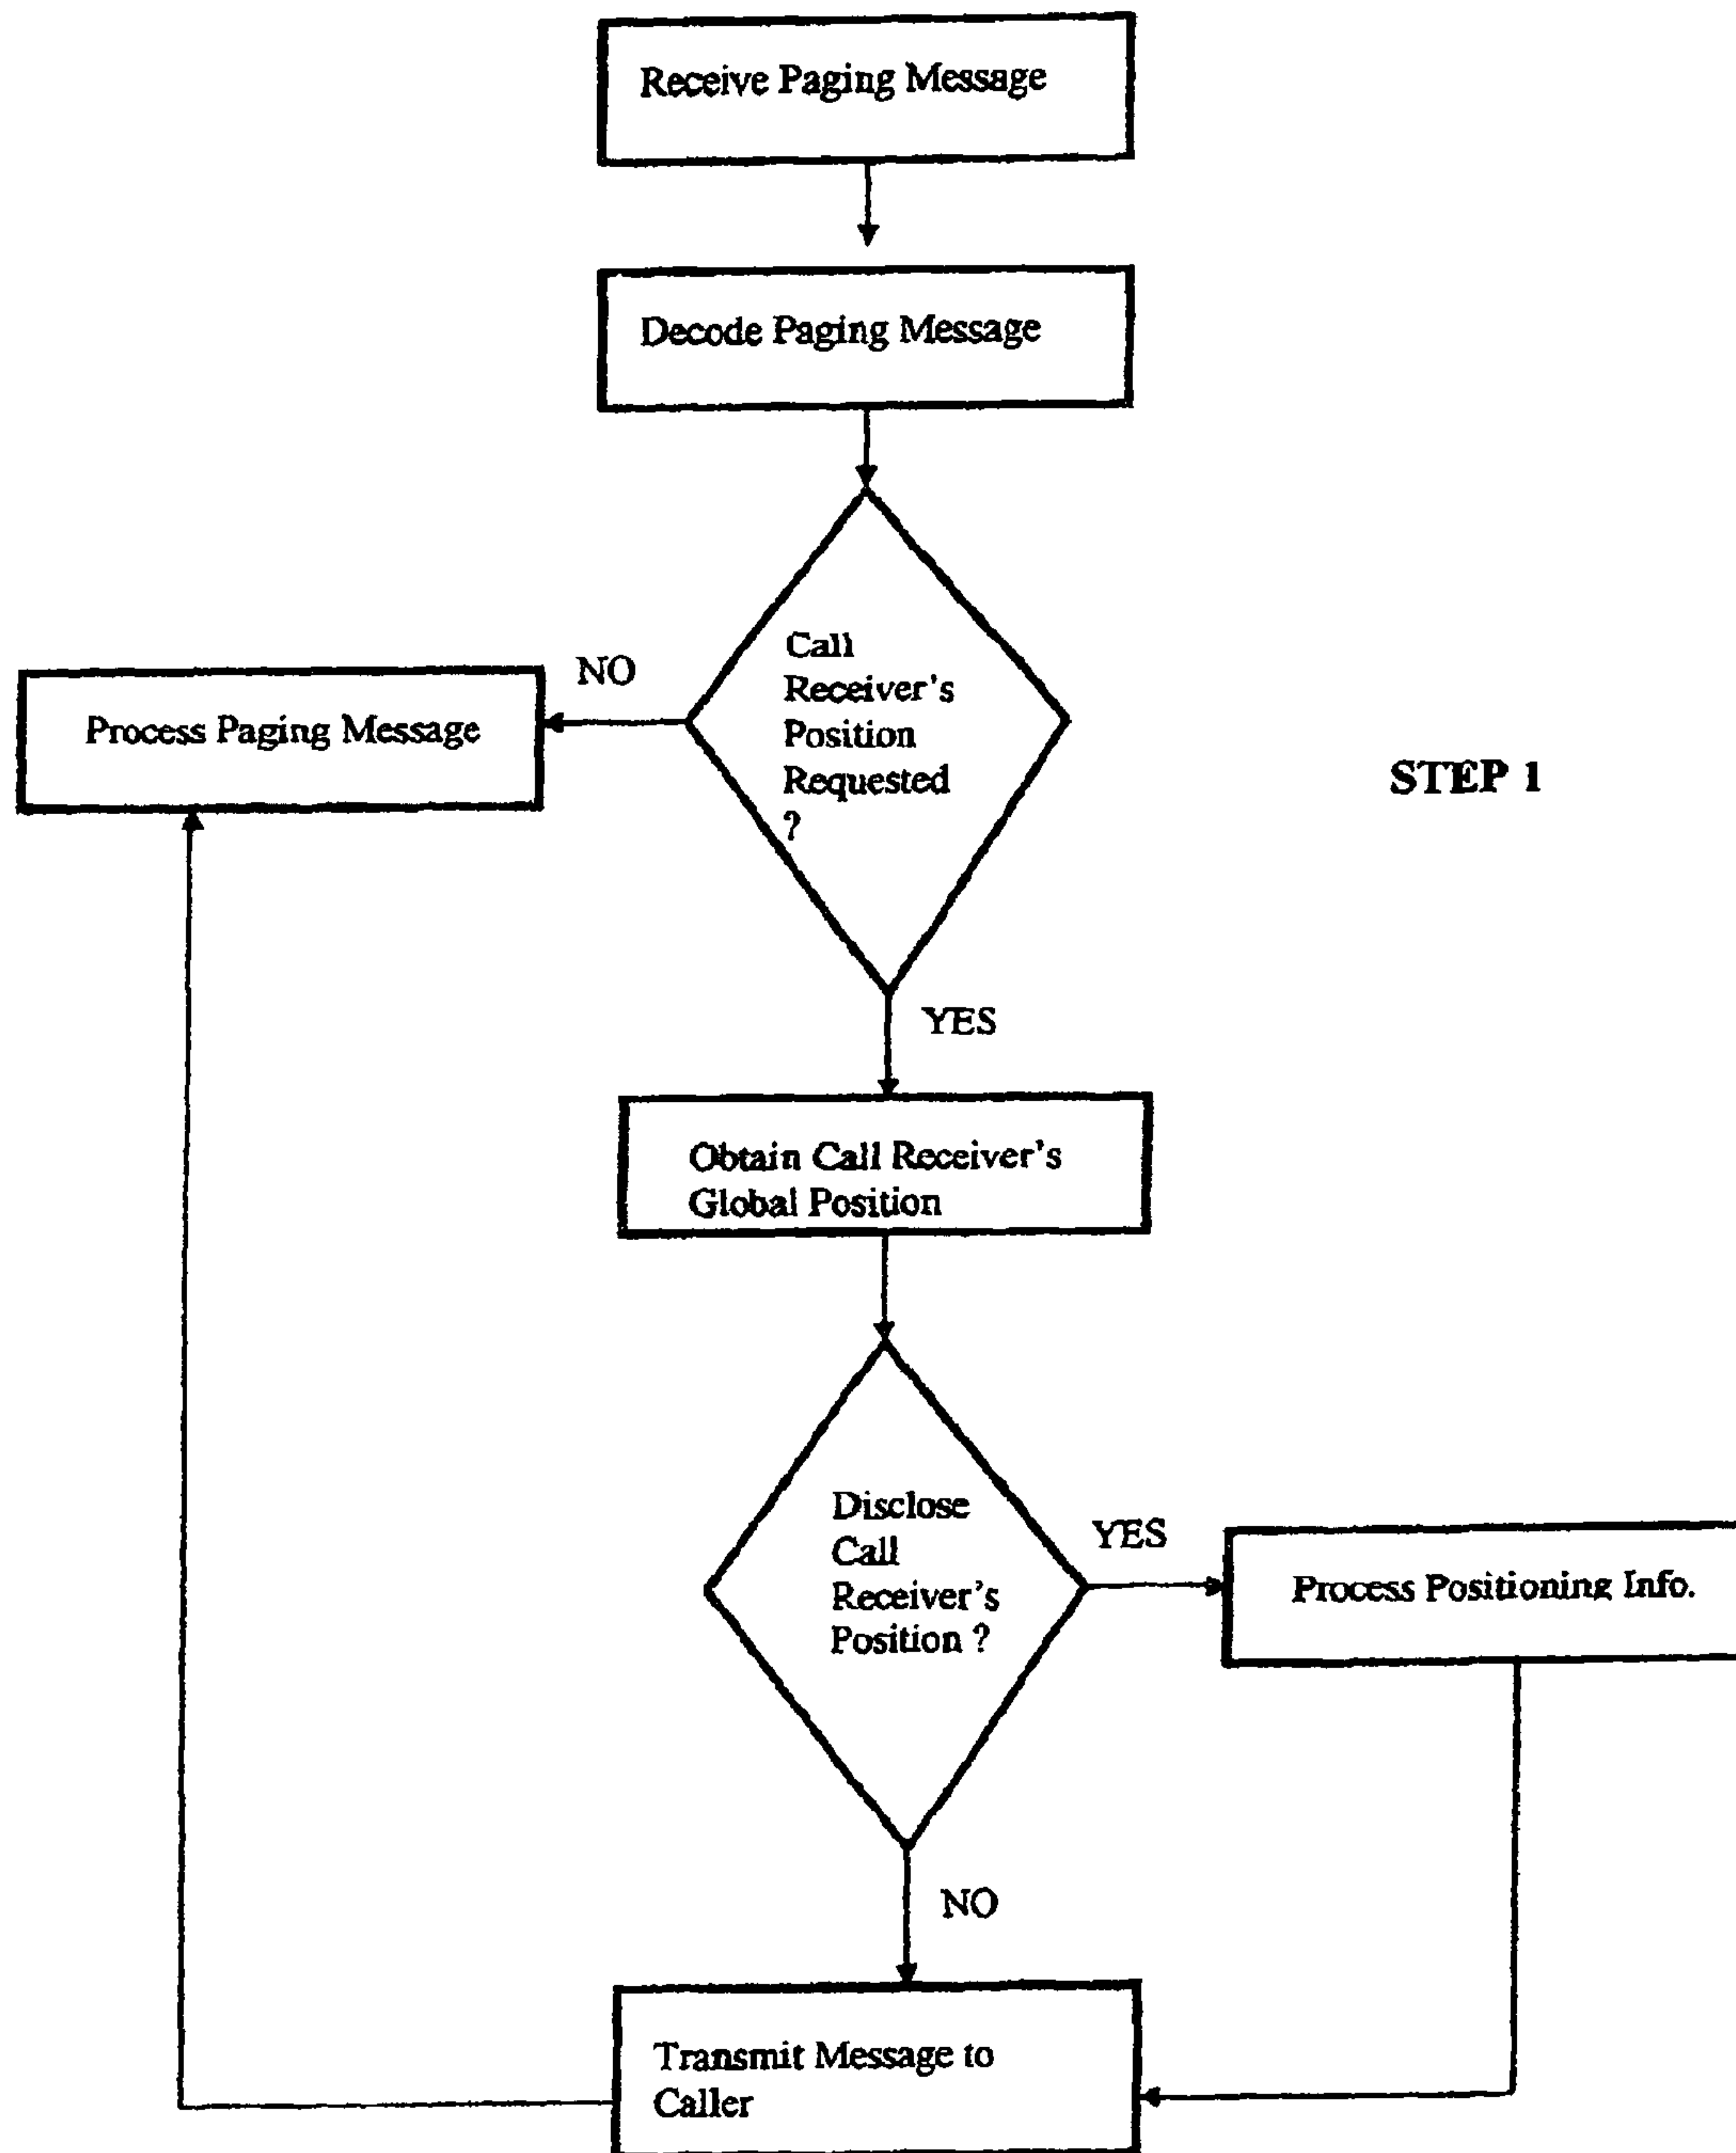 Receive Paging Message
Decode Paging Message
Call
Receiver's
Position
Requested
?
NO
Process Paging Message
STEP 1
YES
Obtain Call Receiver's
Global Position
Disclose
Call
Receiver's
Position ?
YES
Process Positioning Info.
NO
Transmit Message to
Caller